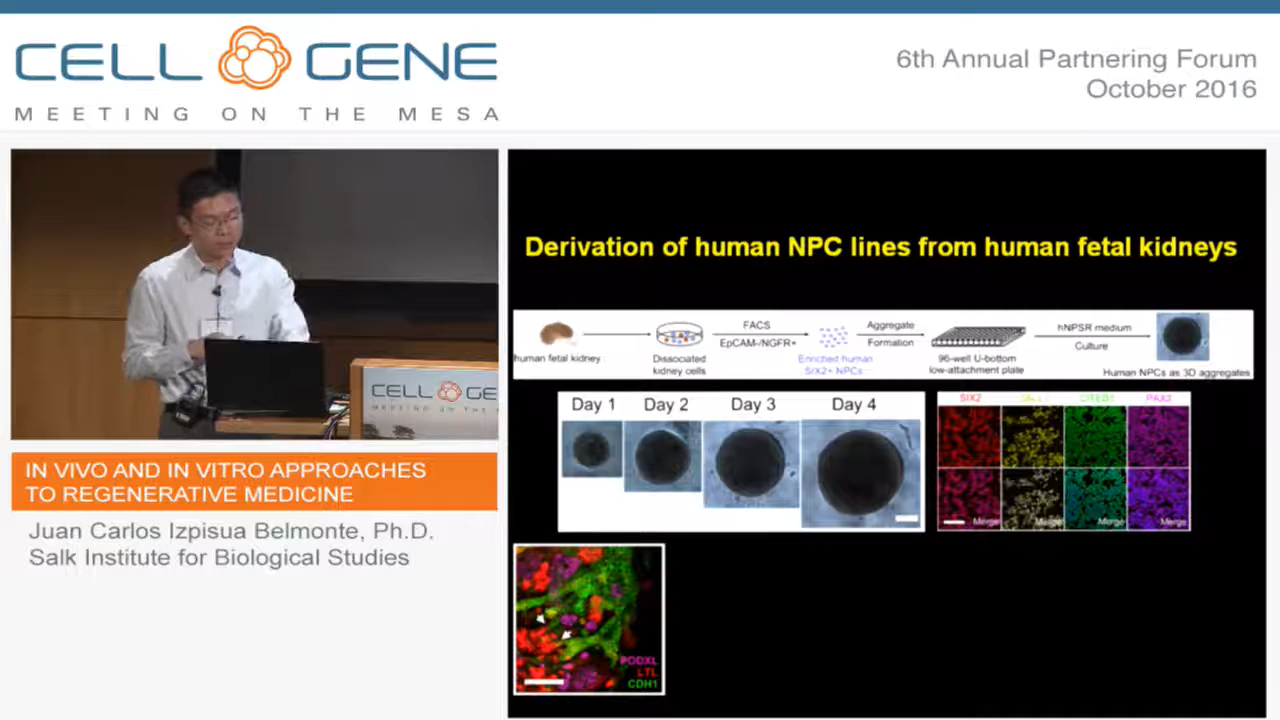 CELL GENE
MEETING ON THE MESA
6th Annual Partnering Forum
October 2016
CELL GENE
IN VIVO AND IN VITRO APPROACHES
TO REGENERATIVE MEDICINE
Juan Carlos Izpisua Belmonte, Ph.D.
Salk Institute for Biological Studies
Derivation of human NPC lines from human fetal kidneys
human fetal kidney
Dissociated
kidney cells
FACS
EpCAM-/NGFR+
Enriched human
SIX2+ NPCs
Aggregate
Formation
96-well U-bottom
low-attachment plate
hNPSR medium
Culture
Human NPCs as 3D aggregates
Day 1
Day 2
Day 3
Day 4
SIX2
CITED1
PAX2
Merge
Merge
Merge
Merge
PODXL
LTL
CDH1